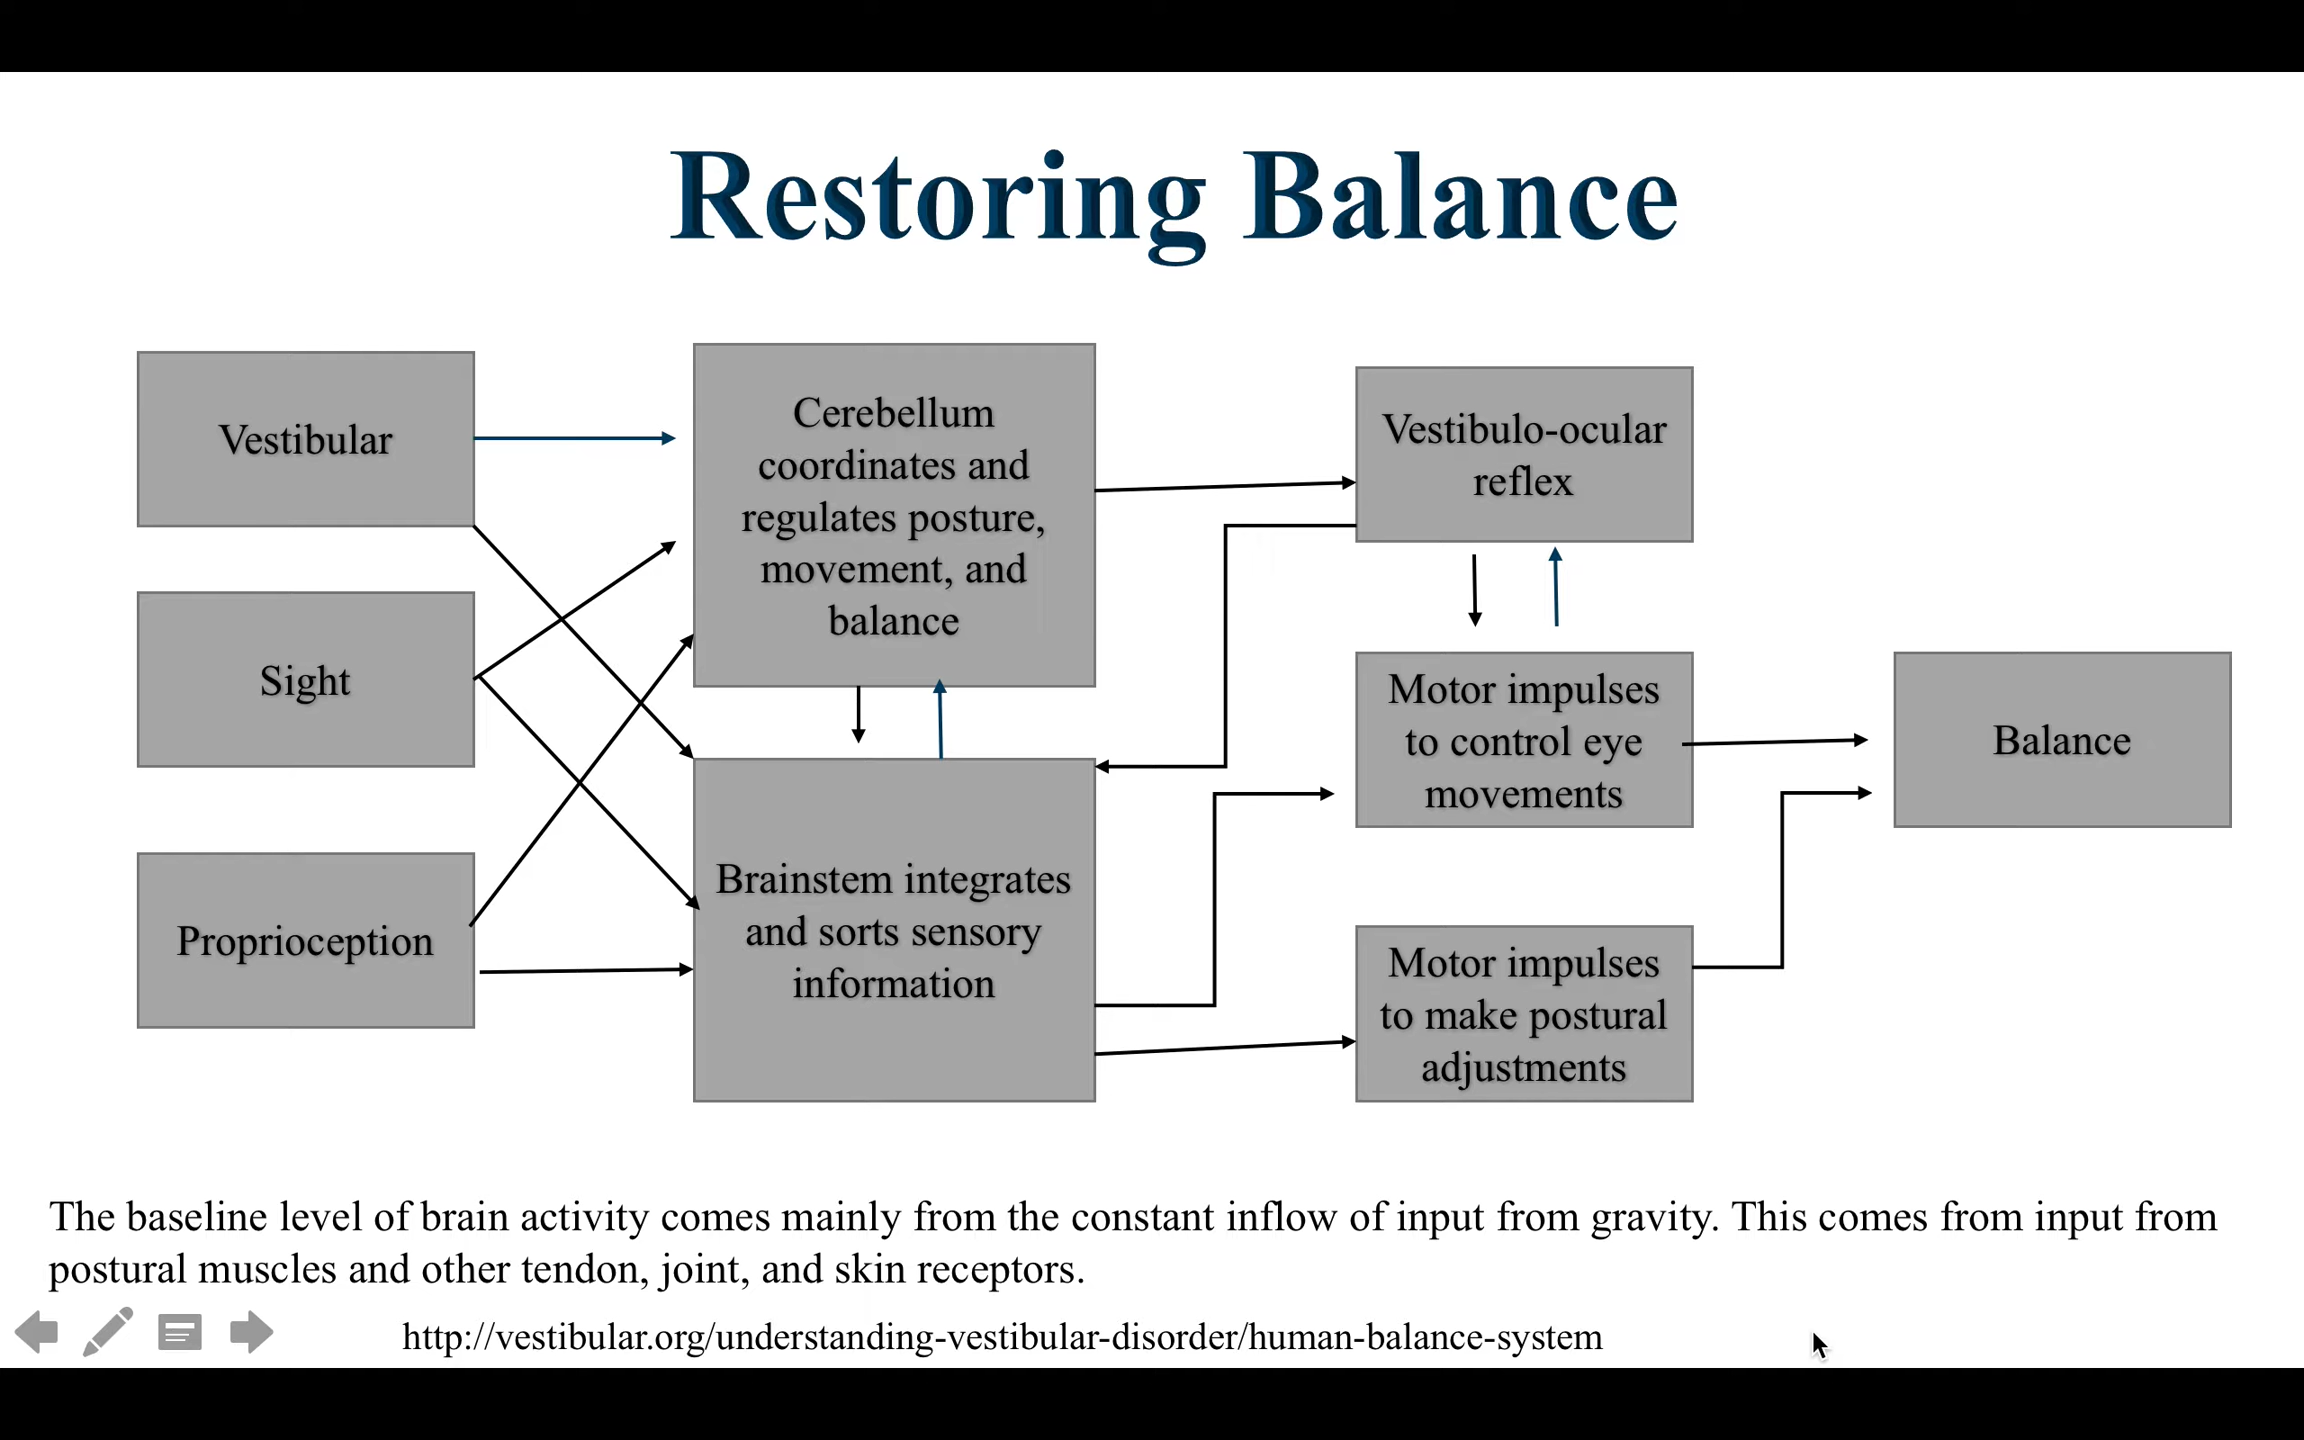 Restoring Balance
Vestibular
Sight
Proprioception
Cerebellum
coordinates and
regulates posture,
movement, and
balance
Brainstem integrates
and sorts sensory
information
Vestibulo-ocular
reflex
Motor impulses
to control eye
movements
Motor impulses
to make postural
adjustments
Balance
The baseline level of brain activity comes mainly from the constant inflow of input from gravity. This comes from input from
postural muscles and other tendon, joint, and skin receptors.
http://vestibular.org/understanding-vestibular-disorder/human-balance-system